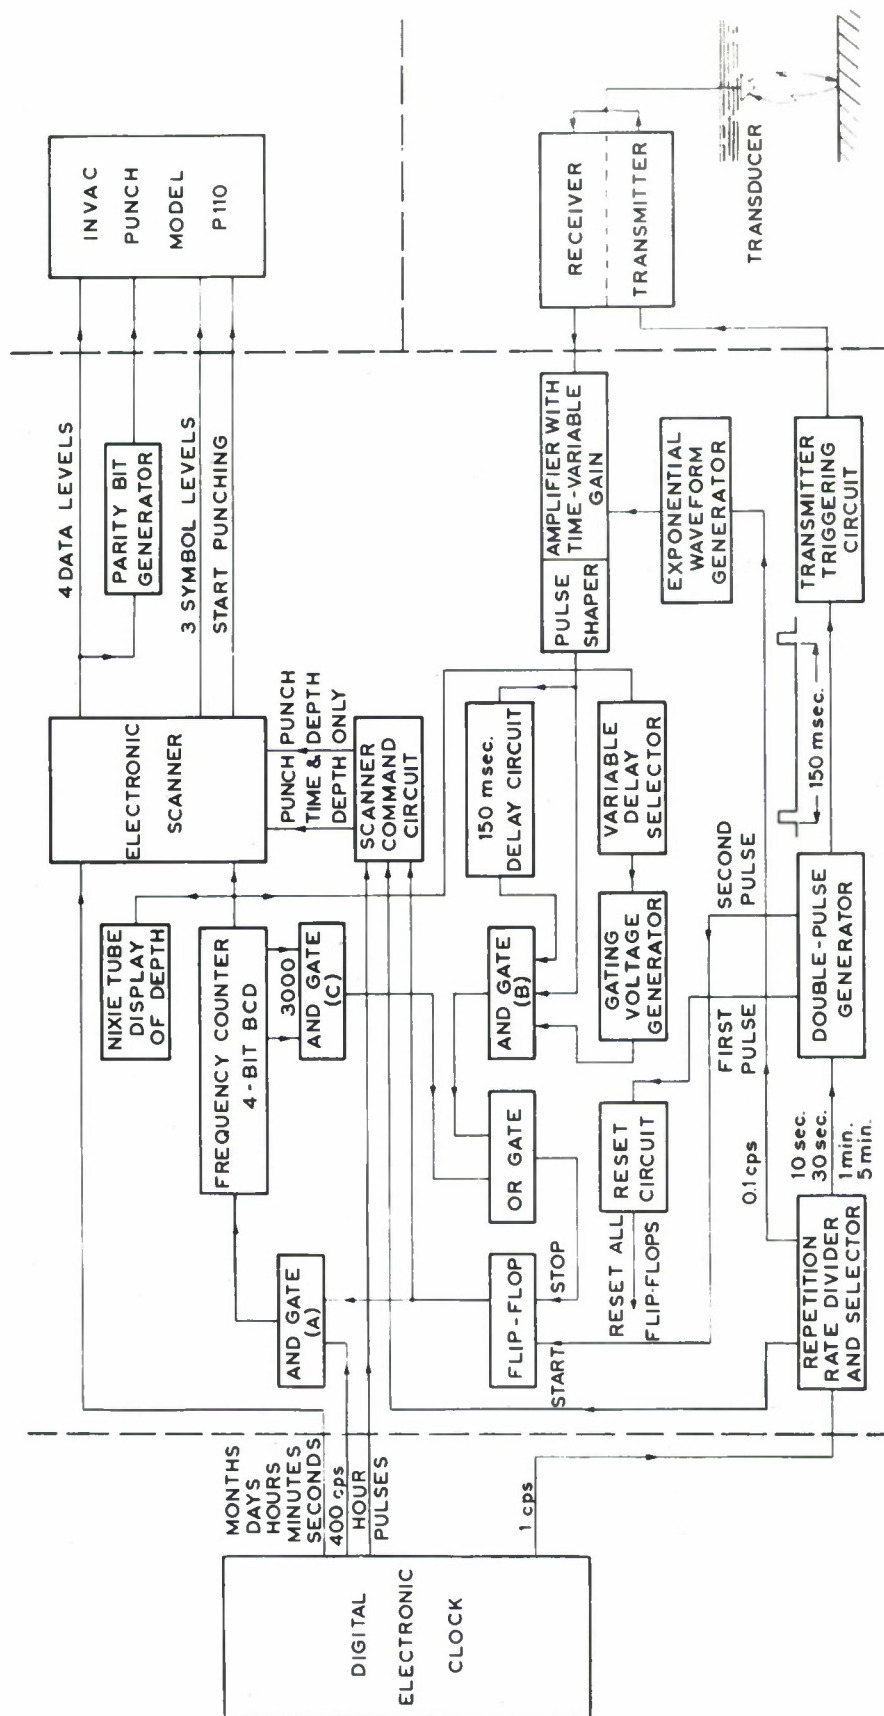 DIGITAL
ELECTRONIC
CLOCK
MONTHS
DAYS
HOURS
MINUTES
SECONDS
400 cps
HOUR
PULSES
1 cps
AND GATE
(A)
FLIP-FLOP
START
STOP
REPETITION
RATE DIVIDER
AND SELECTOR
FREQUENCY COUNTER
4-BIT BCD
3000
AND GATE
(C)
OR GATE
RESET
CIRCUIT
RESET ALL
FLIP-FLOPS
0.1 cps
10 sec.
30 sec.
1 min.
5 min.
NIXIE TUBE
DISPLAY
OF DEPTH
AND GATE
(B)
GATING
VOLTAGE
GENERATOR
FIRST
PULSE
SECOND
PULSE
DOUBLE-PULSE
GENERATOR
ELECTRONIC
SCANNER
PUNCH PUNCH
TIME & DEPTH
DEPTH ONLY
SCANNER
COMMAND
CIRCUIT
150 msec.
DELAY CIRCUIT
VARIABLE
DELAY
SELECTOR
150 msec.
4 DATA LEVELS
PARITY BIT
GENERATOR
3 SYMBOL LEVELS
START PUNCHING
PULSE
SHAPER
AMPLIFIER WITH
TIME-VARIABLE
GAIN
EXPONENTIAL
WAVEFORM
GENERATOR
TRANSMITTER
TRIGGERING
CIRCUIT
INVAC
PUNCH
MODEL
P110
RECEIVER
TRANSMITTER
TRANSDUCER